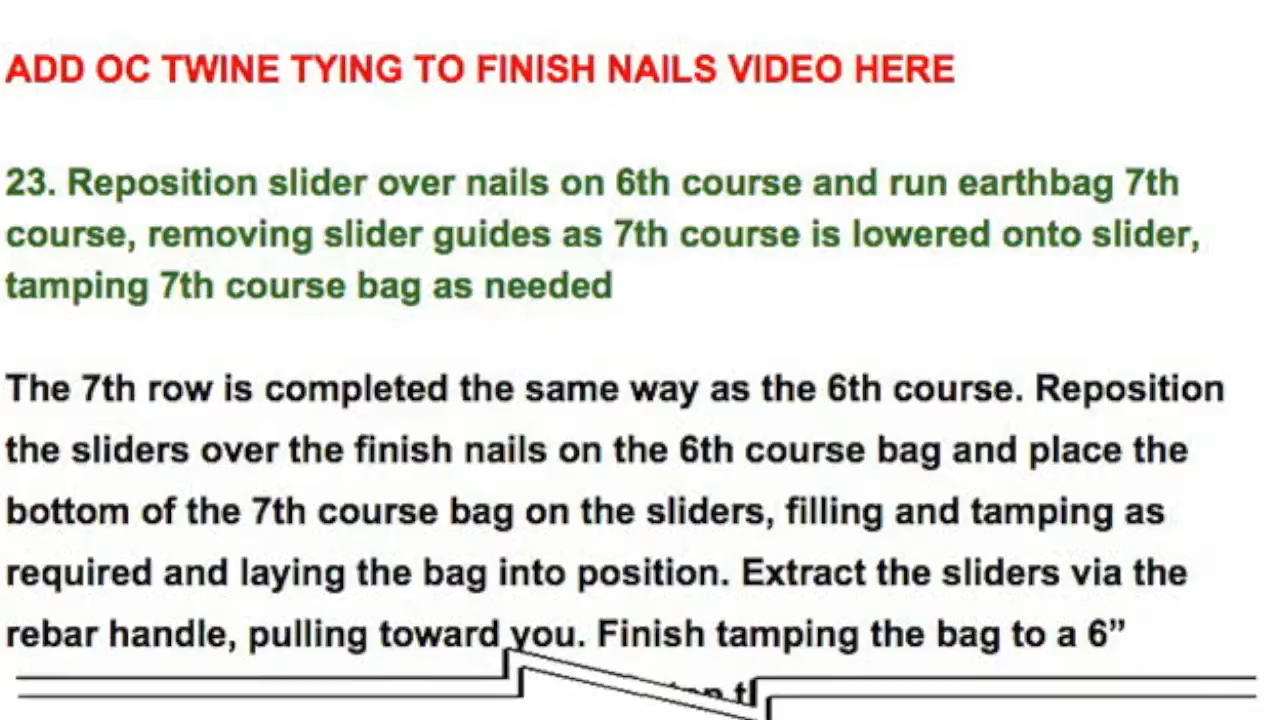 ADD OC TWINE TYING TO FINISH NAILS VIDEO HERE
23. Reposition slider over nails on 6th course and run earthbag 7th
course, removing slider guides as 7th course is lowered onto slider,
tamping 7th course bag as needed
The 7th row is completed the same way as the 6th course. Reposition
the sliders over the finish nails on the 6th course bag and place the
bottom of the 7th course bag on the sliders, filling and tamping as
required and laying the bag into position. Extract the sliders via the
rebar handle, pulling toward you. Finish tamping the bag to a 6”